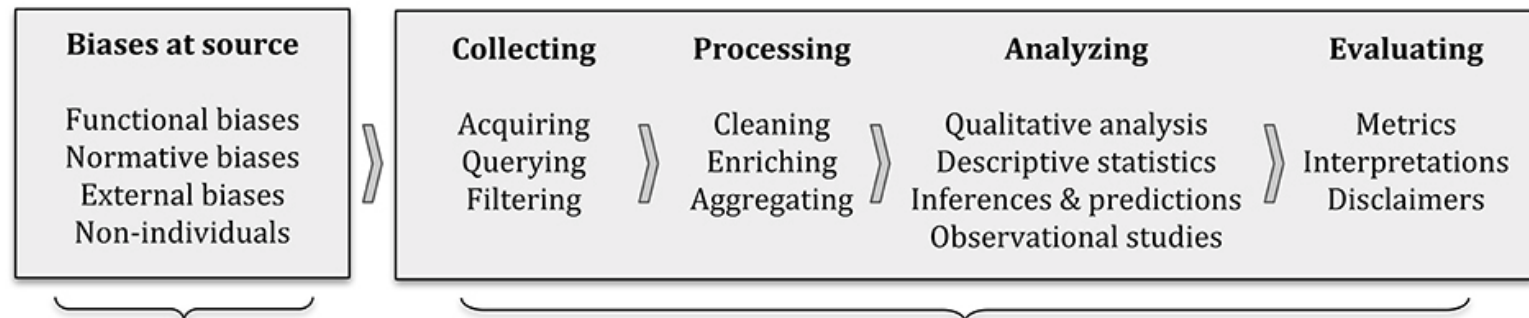 Biases at source
Functional biases
Normative biases
External biases
Non-individuals
Collecting
Acquiring
Querying
Filtering
Processing
Cleaning
Enriching
Aggregating
Analyzing
Qualitative analysis
Descriptive statistics
Inferences & predictions
Observational studies
Evaluating
Metrics
Interpretations
Disclaimers